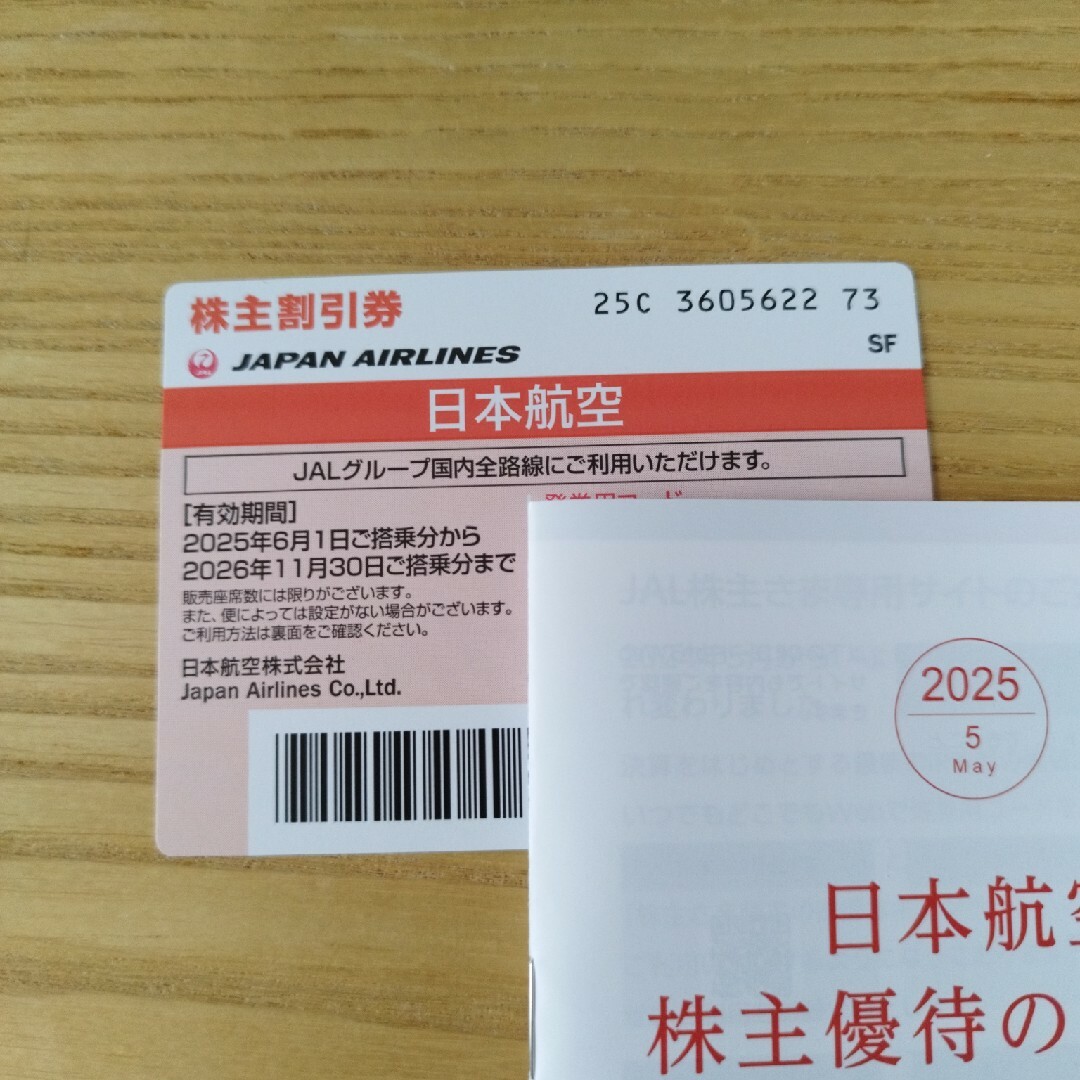 株主割引券
25C 3605622 73
SF
JAPAN AIRLINES
日本航空
JALグループ国内全路線にご利用いただけます。
[有効期間]
2025年6月1日ご搭乗分から
2026年11月30日ご搭乗分まで
販売座席数には限りがございます。
また、便によっては設定がない場合がございます。
ご利用方法は裏面をご確認ください。
日本航空株式会社
Japan Airlines Co.,Ltd.
2025
5
May
日本航空
株主優待の